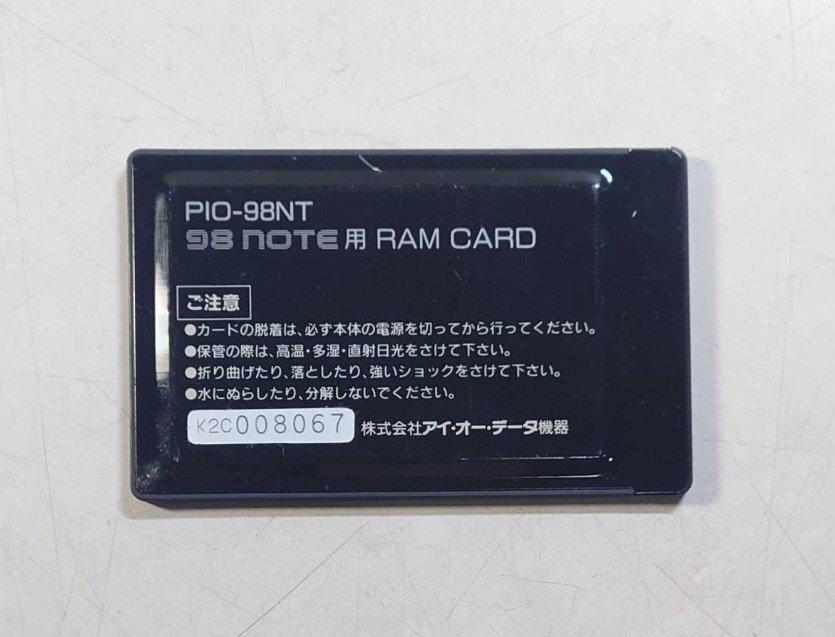 PIO-98NT
98 NOTE用 RAM CARD
ご注意
●カードの脱着は、必ず本体の電源を切ってから行ってください。
●保管の際は、高温・多湿・直射日光をさけて下さい。
●折り曲げたり、落としたり、強いショックをさけて下さい。
●水にぬらしたり、分解しないでください。
K2C008067 株式会社アイ・オー・データ機器